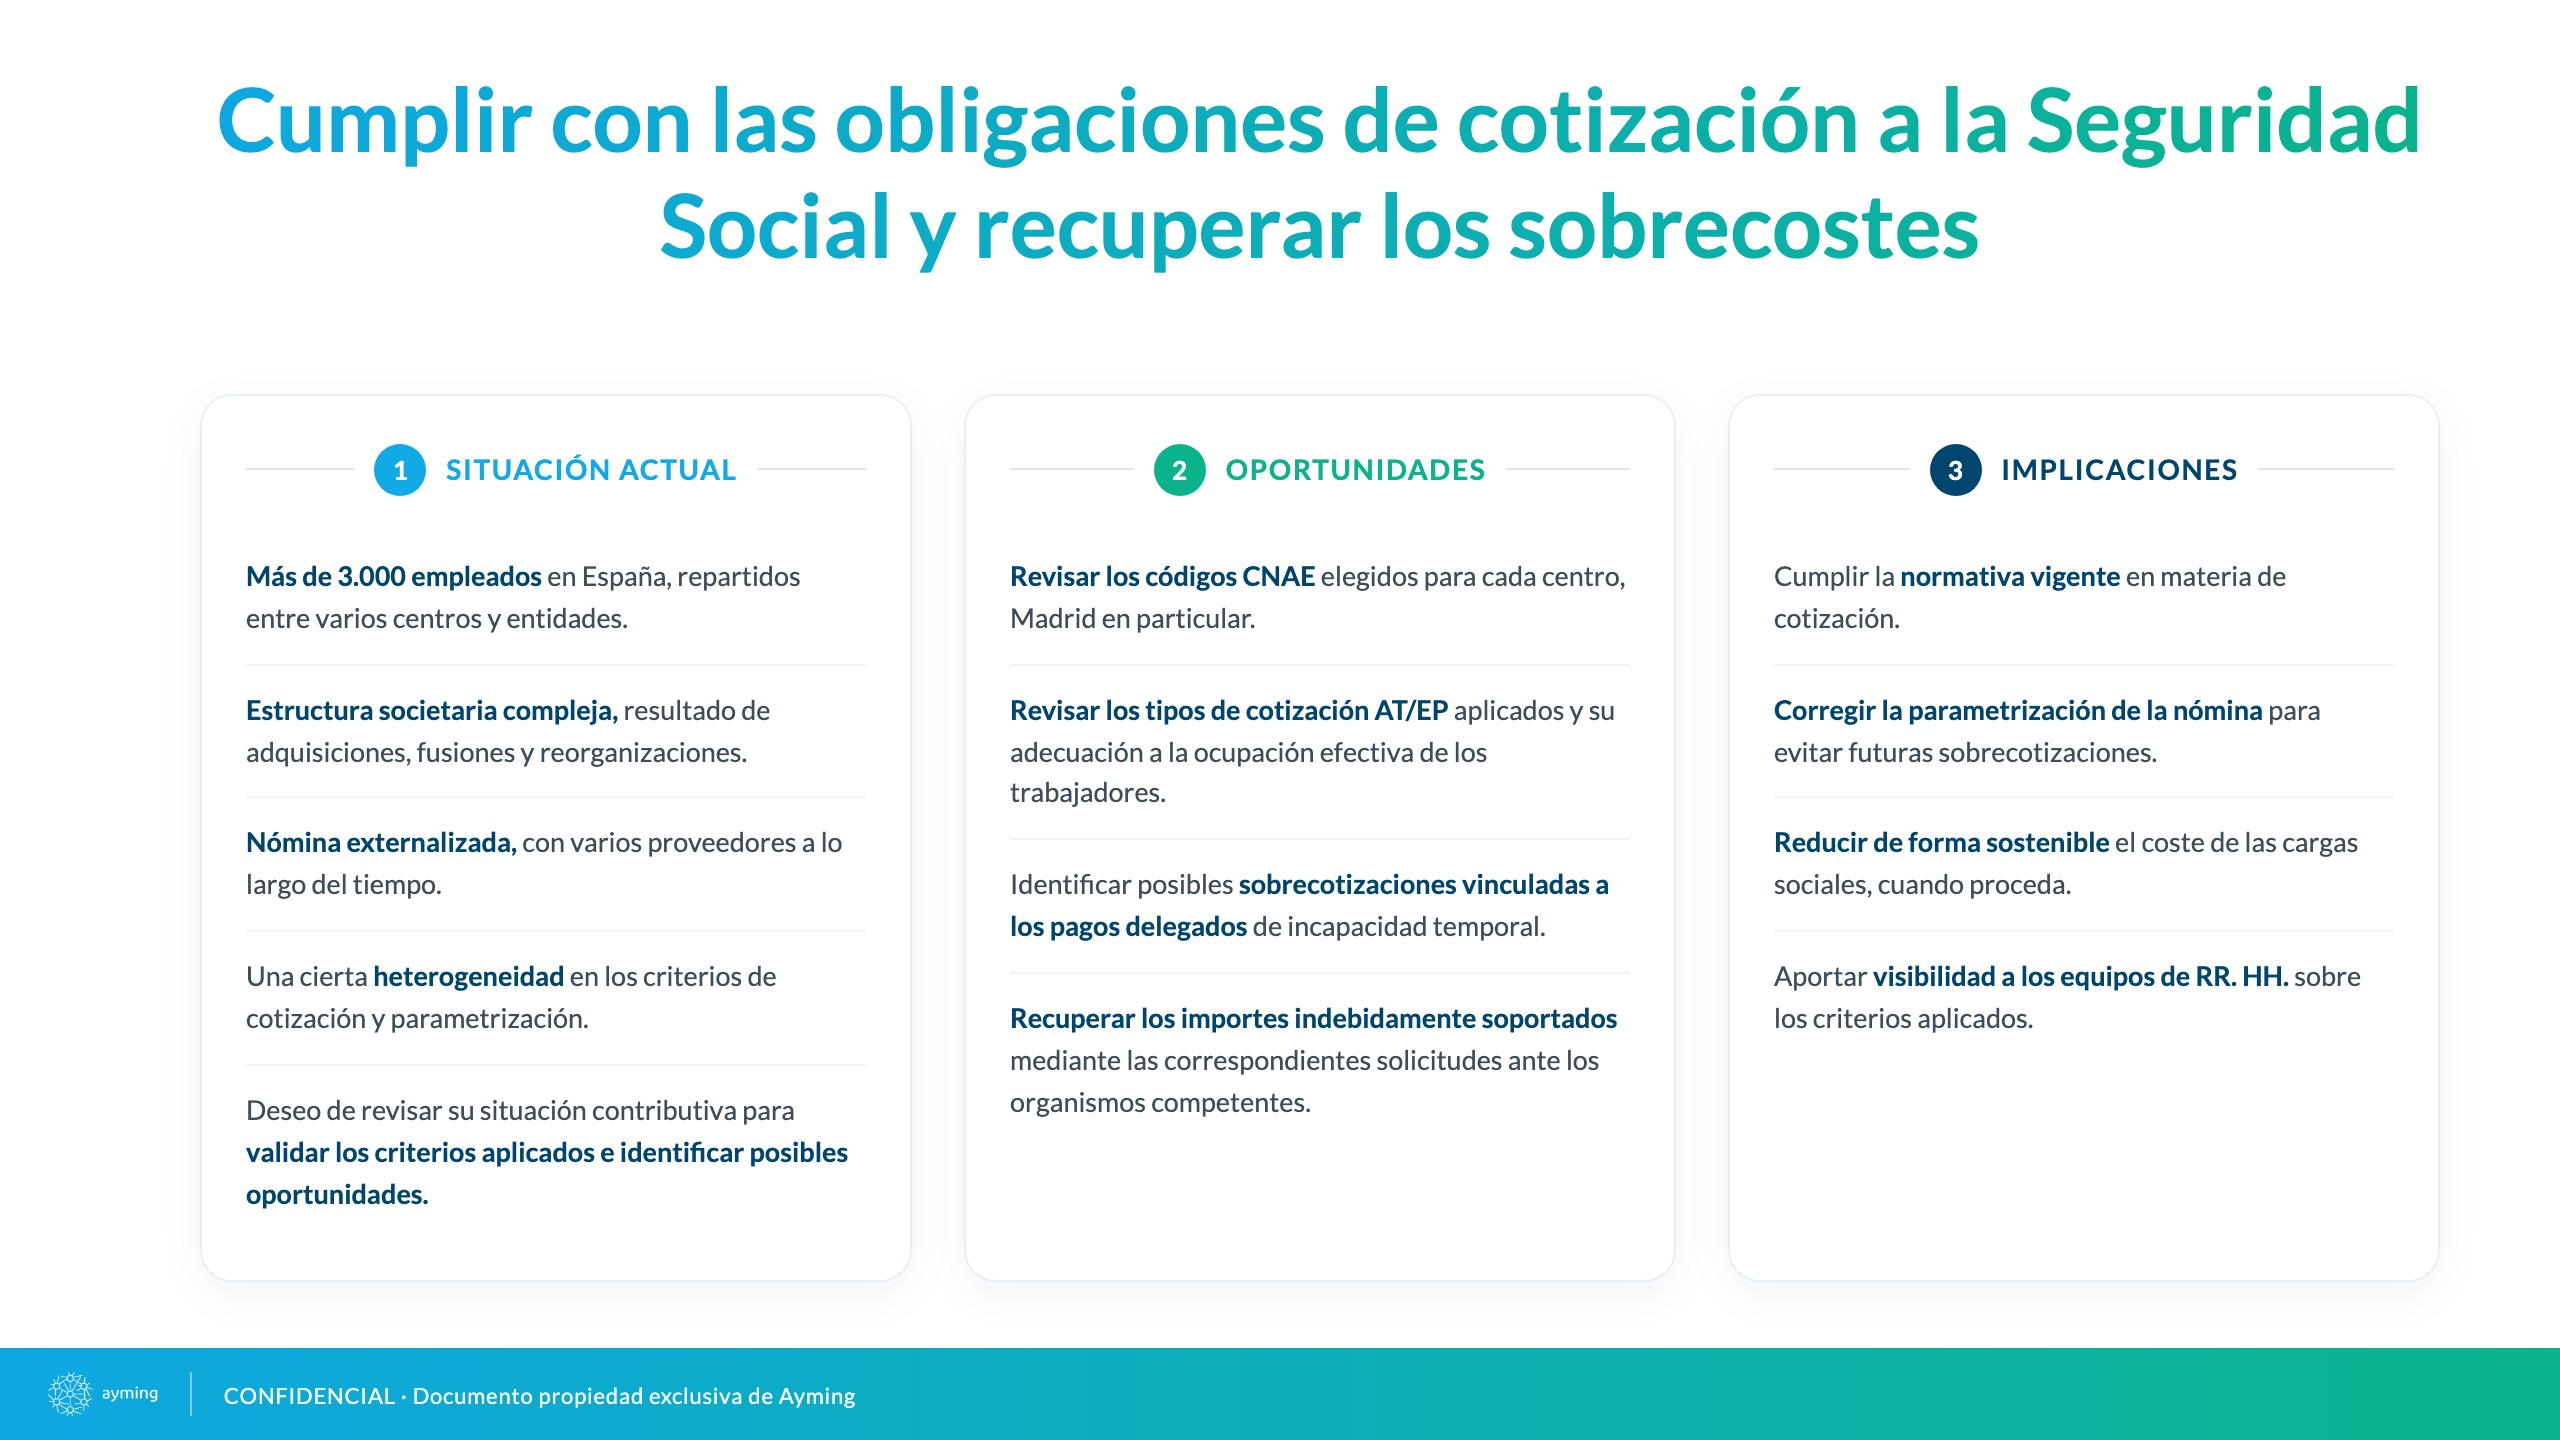 Cumplir con las obligaciones de cotización a la Seguridad
Social y recuperar los sobrecostes
1 SITUACIÓN ACTUAL
Más de 3.000 empleados en España, repartidos
entre varios centros y entidades.
Estructura societaria compleja, resultado de
adquisiciones, fusiones y reorganizaciones.
Nómina externalizada, con varios proveedores a lo
largo del tiempo.
Una cierta heterogeneidad en los criterios de
cotización y parametrización.
Deseo de revisar su situación contributiva para
validar los criterios aplicados e identificar posibles
oportunidades.
2 OPORTUNIDADES
Revisar los códigos CNAE elegidos para cada centro,
Madrid en particular.
Revisar los tipos de cotización AT/EP aplicados y su
adecuación a la ocupación efectiva de los
trabajadores.
Identificar posibles sobrecotizaciones vinculadas a
los pagos delegados de incapacidad temporal.
Recuperar los importes indebidamente soportados
mediante las correspondientes solicitudes ante los
organismos competentes.
3 IMPLICACIONES
Cumplir la normativa vigente en materia de
cotización.
Corregir la parametrización de la nómina para
evitar futuras sobrecotizaciones.
Reducir de forma sostenible el coste de las cargas
sociales, cuando proceda.
Aportar visibilidad a los equipos de RR. HH. sobre
los criterios aplicados.
ayming
CONFIDENCIAL · Documento propiedad exclusiva de Ayming